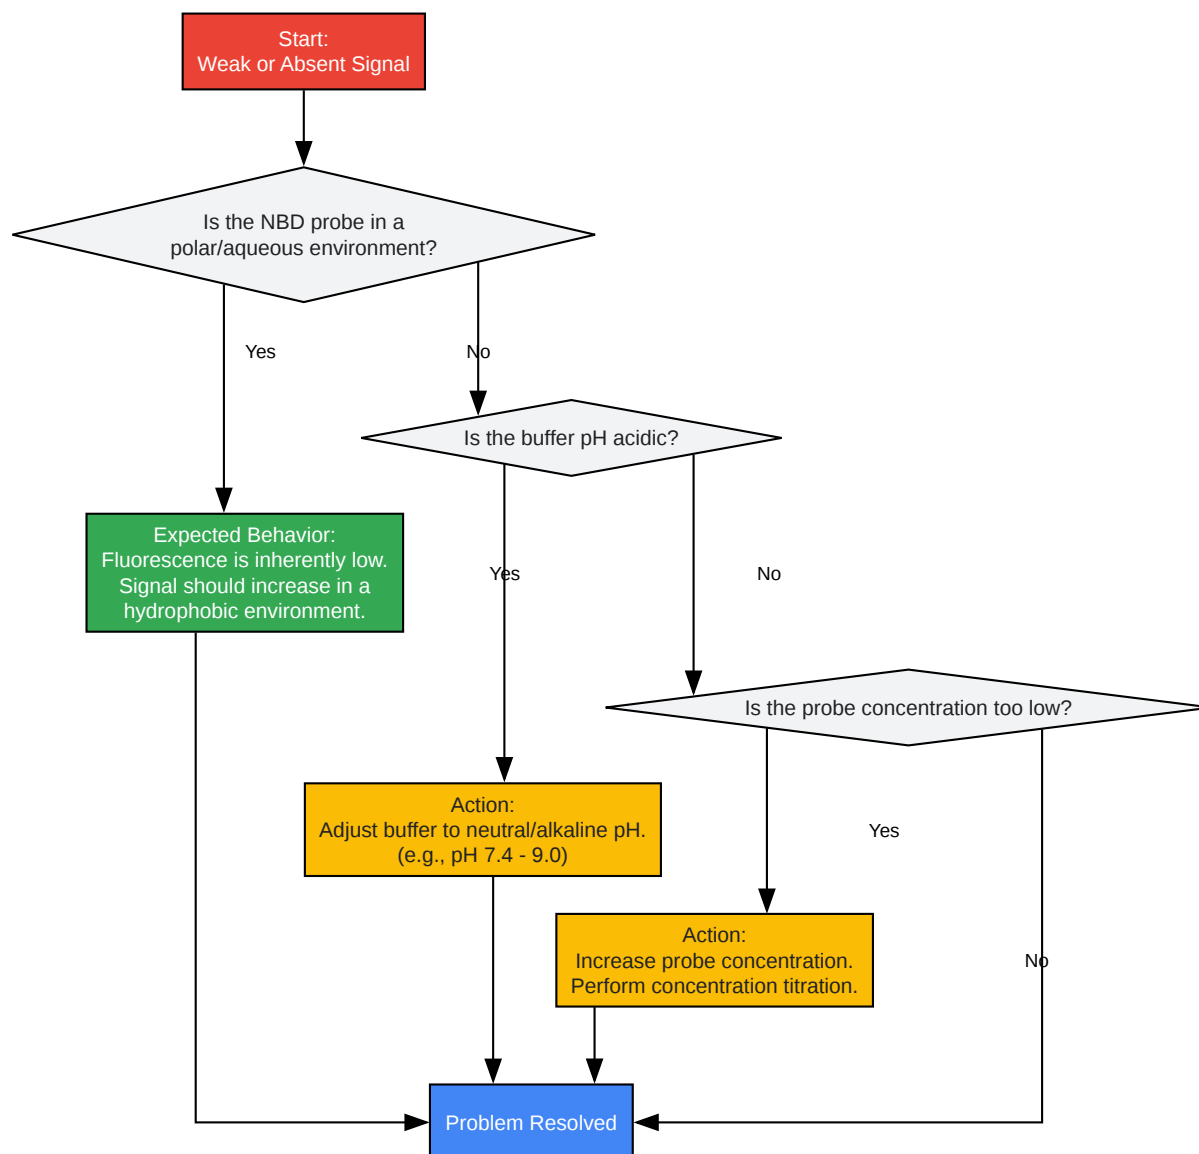 Start:
Weak or Absent Signal
Is the NBD probe in a
polar/aqueous environment?
Yes
No
Is the buffer pH acidic?
Expected Behavior:
Fluorescence is inherently low.
Signal should increase in a
hydrophobic environment.
Yes
No
Is the probe concentration too low?
Action:
Adjust buffer to neutral/alkaline pH.
(e.g., pH 7.4 - 9.0)
Yes
Action:
Increase probe concentration.
Perform concentration titration.
No
Problem Resolved